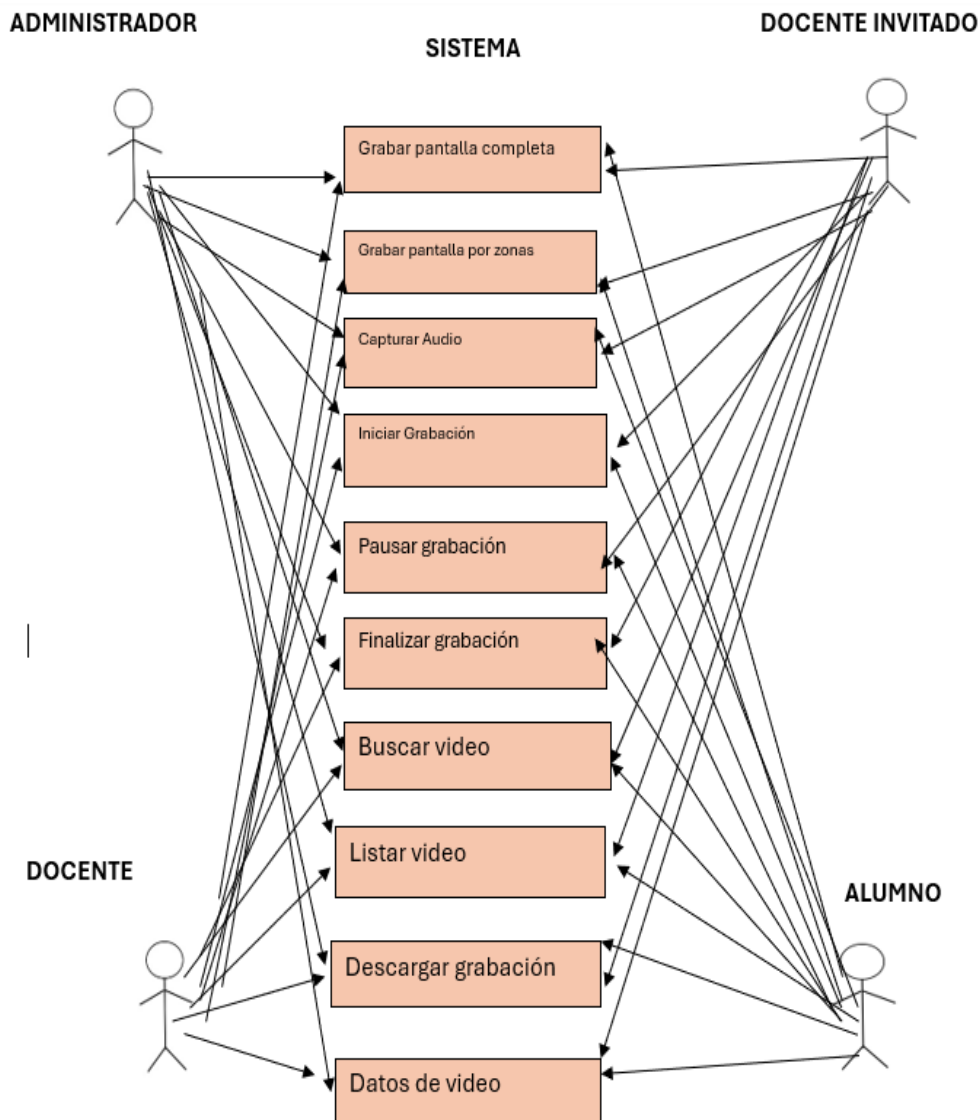 ADMINISTRADOR
DOCENTE INVITADO
SISTEMA
Grabar pantalla completa
Grabar pantalla por zonas
Capturar Audio
Iniciar Grabación
Pausar grabación
Finalizar grabación
Buscar video
Listar video
DOCENTE
ALUMNO
Descargar grabación
Datos de video